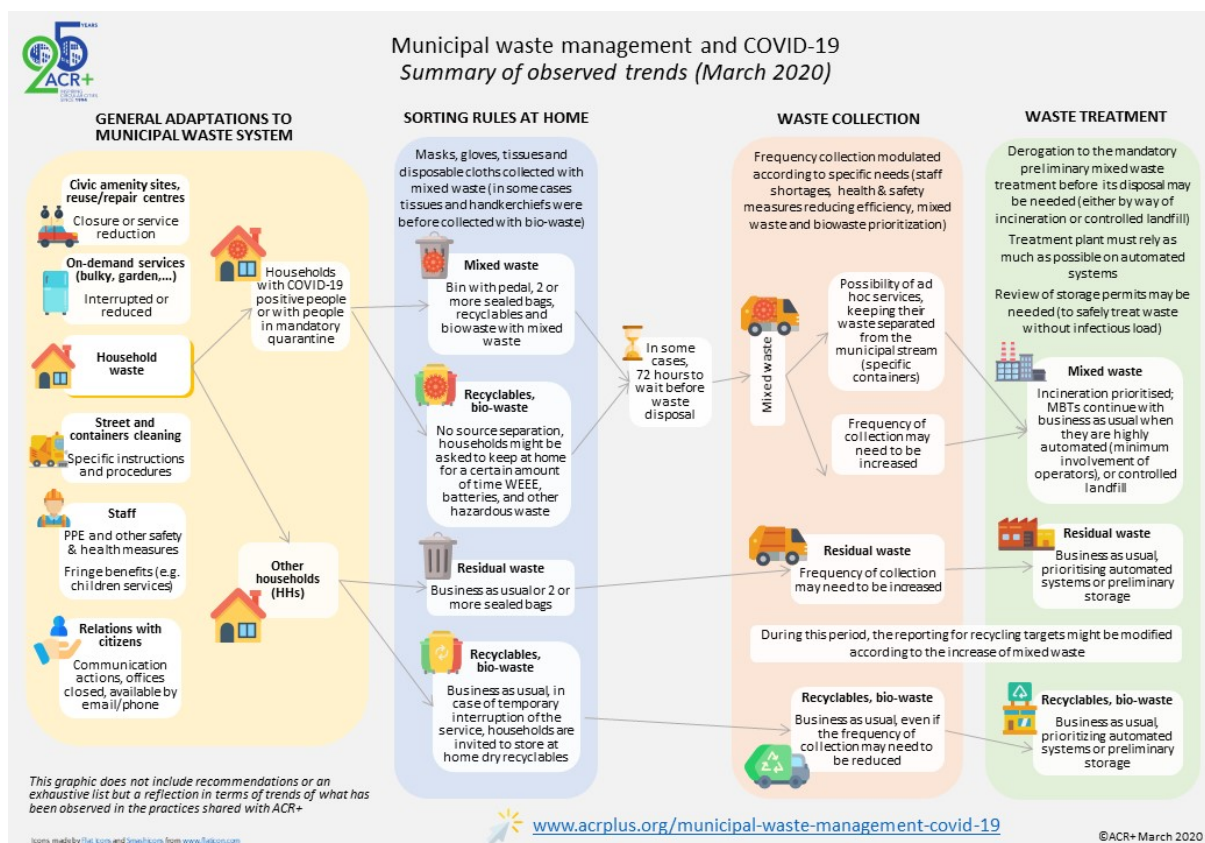 25 YEARS
ACR+
INSPIRING
CIRCULAR CITIES
SINCE 1994
Municipal waste management and COVID-19
Summary of observed trends (March 2020)
GENERAL ADAPTATIONS TO
MUNICIPAL WASTE SYSTEM
Civic amenity sites,
reuse/repair centres
Closure or service
reduction
On-demand services
(bulky, garden,...)
Interrupted or
reduced
Household
waste
Street and
containers cleaning
Specific instructions
and procedures
Staff
PPE and other safety
& health measures
Fringe benefits (e.g.
children services)
Relations with
citizens
Communication
actions, offices
closed, available by
email/phone
Households
with COVID-19
positive people
or with people
in mandatory
quarantine
Other
households
(HHs)
SORTING RULES AT HOME
Masks, gloves, tissues and
disposable cloths collected
with mixed waste (in some cases
tissues and handkerchiefs were
before collected with bio-waste)
Mixed waste
Bin with pedal, 2 or
more sealed bags,
recyclables and
biowaste with mixed
waste
Recyclables,
bio-waste
No source separation,
households might be
asked to keep at home
for a certain amount
of time WEEE,
batteries, and other
hazardous waste
Residual waste
Business as usual or 2 or
more sealed bags
Recyclables,
bio-waste
Business as usual, in
case of temporary
interruption of the
service, households are
invited to store at
home dry recyclables
In some
cases,
72 hours to
wait before
waste
disposal
WASTE COLLECTION
Frequency collection modulated
according to specific needs (staff
shortages, health & safety
measures reducing efficiency, mixed
waste and biowaste prioritization)
Mixed waste
Possibility of ad
hoc services,
keeping their
waste separated
from the
municipal stream
(specific
containers)
Frequency of
collection may
need to be
increased
Residual waste
Frequency of collection
may need to be increased
During this period, the reporting for recycling targets might be modified
according to the increase of mixed waste
Recyclables, bio-waste
Business as usual, even if
the frequency of
collection may need to
be reduced
WASTE TREATMENT
Derogation to the mandatory
preliminary mixed waste
treatment before its disposal may
be needed (either by way of
incineration or controlled landfill)
Treatment plant must rely as
much as possible on automated
systems
Review of storage permits may be
needed (to safely treat waste
without infectious load)
Mixed waste
Incineration prioritised;
MBTs continue with
business as usual when
they are highly
automated (minimum
involvement of
operators), or controlled
landfill
Residual waste
Business as usual,
prioritising automated
systems or preliminary
storage
Recyclables, bio-waste
Business as usual,
prioritizing automated
systems or preliminary
storage
This graphic does not include recommendations or an
exhaustive list but a reflection in terms of trends of what has
been observed in the practices shared with ACR+
Icons made by Flat Icons and Smashicons from www.flaticon.com
www.acrplus.org/municipal-waste-management-covid-19
©ACR+ March 2020